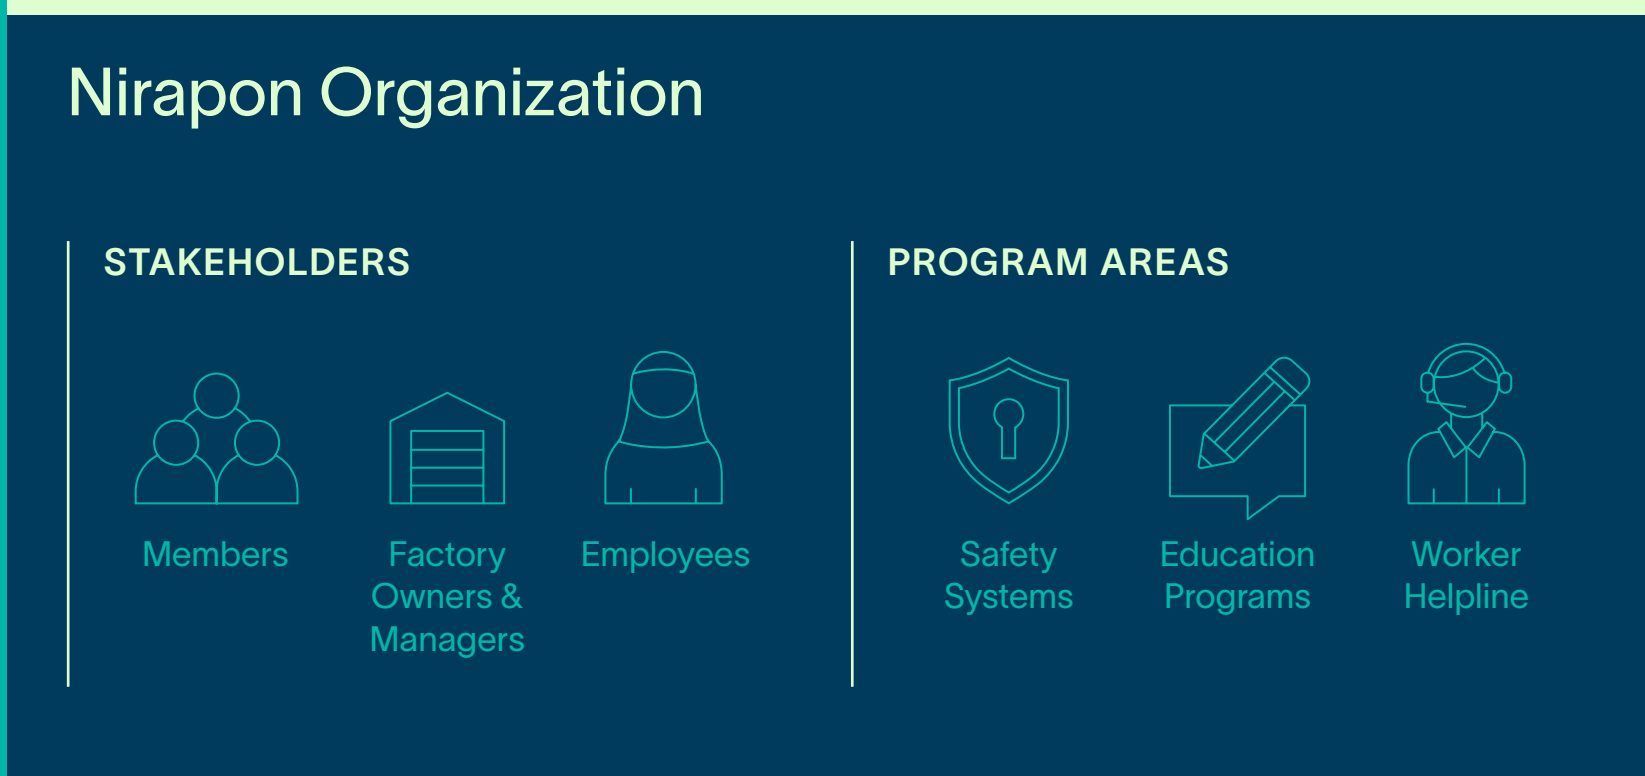 Nirapon Organization
STAKEHOLDERS
Members
Factory
Owners &
Managers
Employees
PROGRAM AREAS
Safety
Systems
Education
Programs
Worker
Helpline